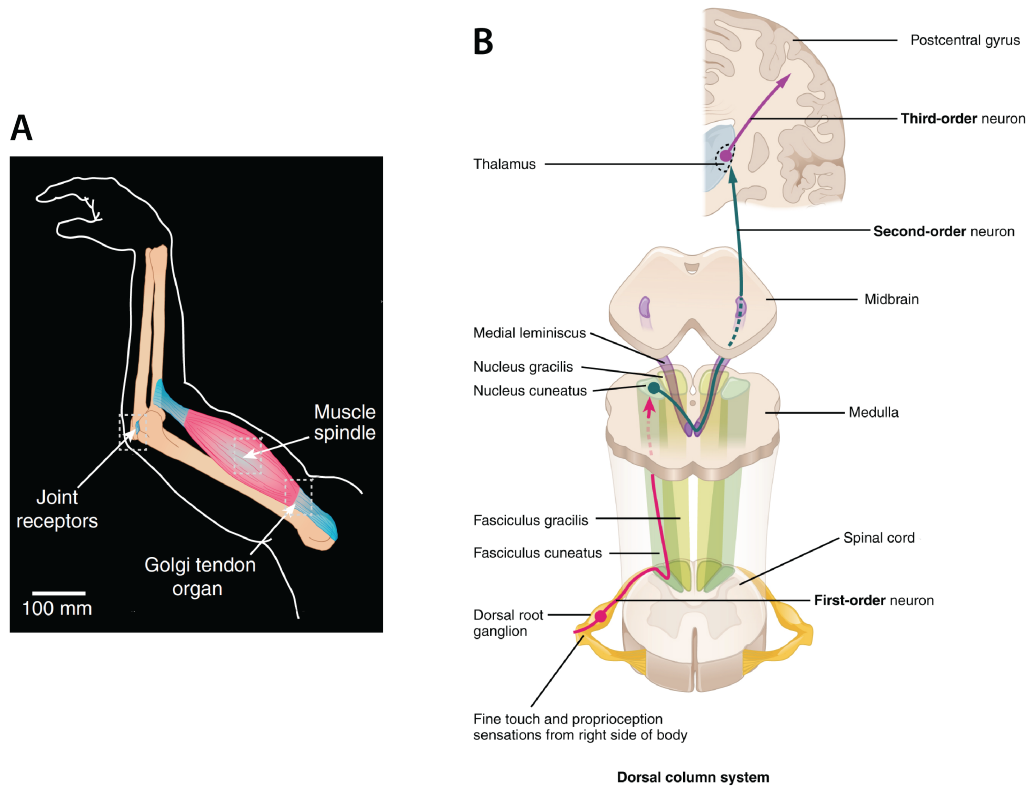 A
Muscle
spindle
Joint
receptors
Golgi tendon
organ
100 mm
B
Postcentral gyrus
Third-order neuron
Thalamus
Second-order neuron
Midbrain
Medial leminiscus
Nucleus gracilis
Nucleus cuneatus
Medulla
Fasciculus gracilis
Spinal cord
Fasciculus cuneatus
First-order neuron
Dorsal root
ganglion
Fine touch and proprioception
sensations from right side of body
Dorsal column system